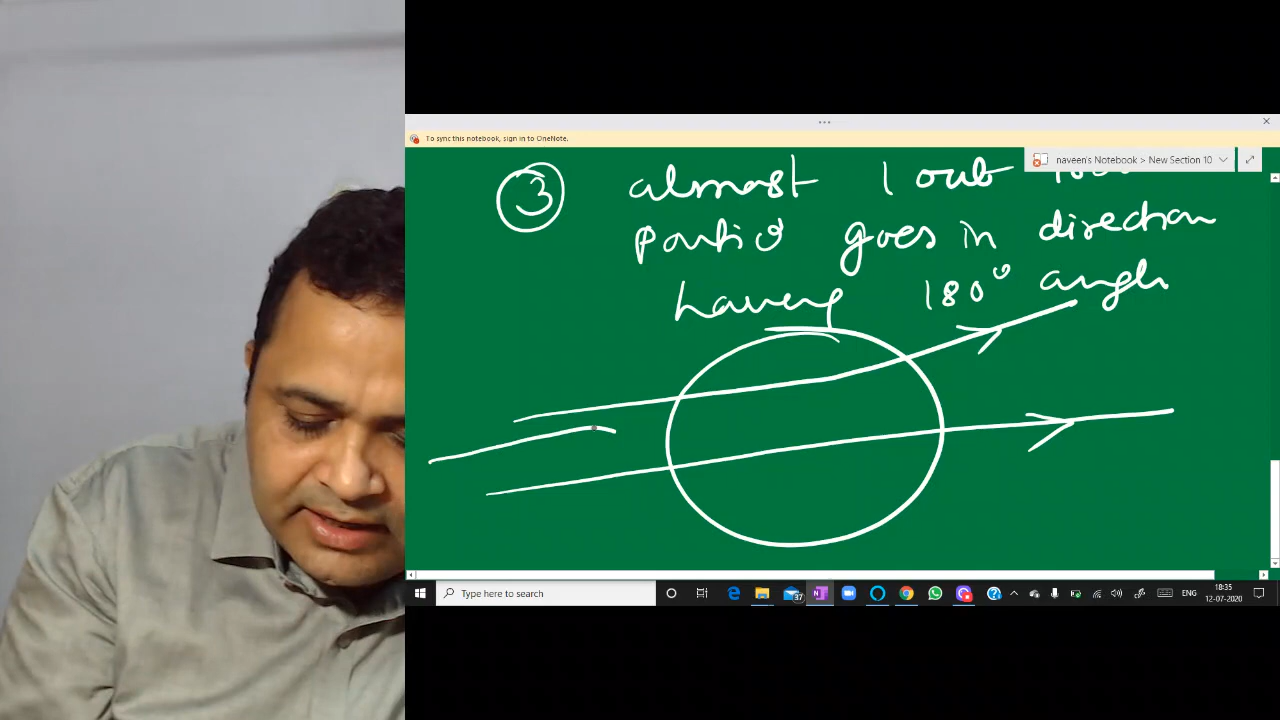 To sync this notebook, sign in to OneNote.
naveen's Notebook > New Section 10
3 almost 1 out
goes in direction
having 180° angle
Type here to search
37
ENG
18:35
12-07-2020